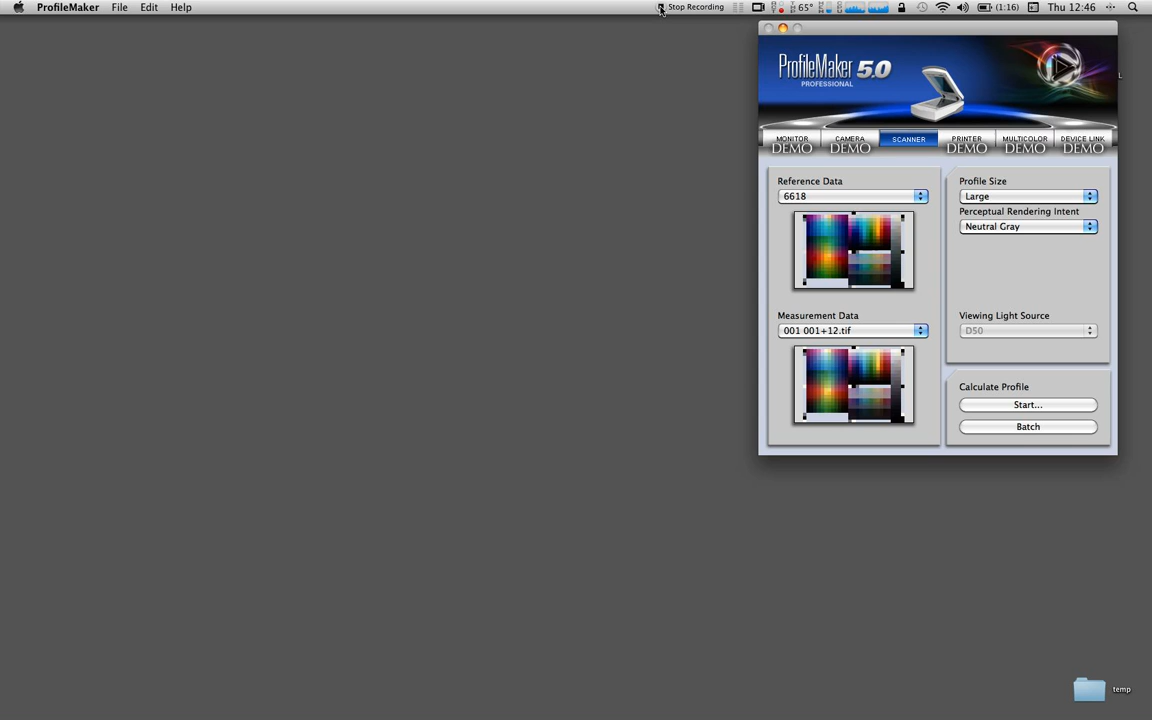 ProfileMaker File Edit Help Stop Recording 65° (1:16) Thu 12:46
ProfileMaker 5.0
PROFESSIONAL
MONITOR CAMERA SCANNER PRINTER MULTICOLOR DEVICE LINK
DEMO DEMO DEMO DEMO DEMO
Reference Data
6618
Measurement Data
001 001+12.tif
Profile Size
Large
Perceptual Rendering Intent
Neutral Gray
Viewing Light Source
D50
Calculate Profile
Start...
Batch
temp